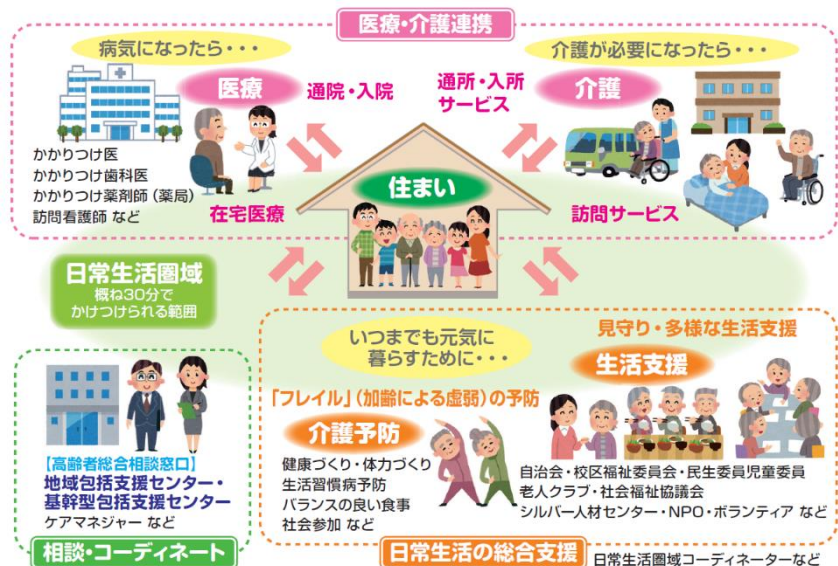 医療・介護連携
病気になったら・・・
介護が必要になったら・・・
医療
通院・入院
通所・入所
サービス
介護
かかりつけ医
かかりつけ歯科医
かかりつけ薬剤師（薬局）
訪問看護師 など
在宅医療
住まい
訪問サービス
日常生活圏域
概ね30分で
かけつけられる範囲
いつまでも元気に
暮らすために・・・
見守り・多様な生活支援
生活支援
「フレイル」（加齢による虚弱）の予防
介護予防
健康づくり・体力づくり
生活習慣病予防
バランスの良い食事
社会参加 など
自治会・校区福祉委員会・民生委員児童委員
老人クラブ・社会福祉協議会
シルバー人材センター・NPO・ボランティア など
【高齢者総合相談窓口】
地域包括支援センター・
基幹型包括支援センター
ケアマネジャー など
相談・コーディネート
日常生活の総合支援
日常生活圏域コーディネーターなど